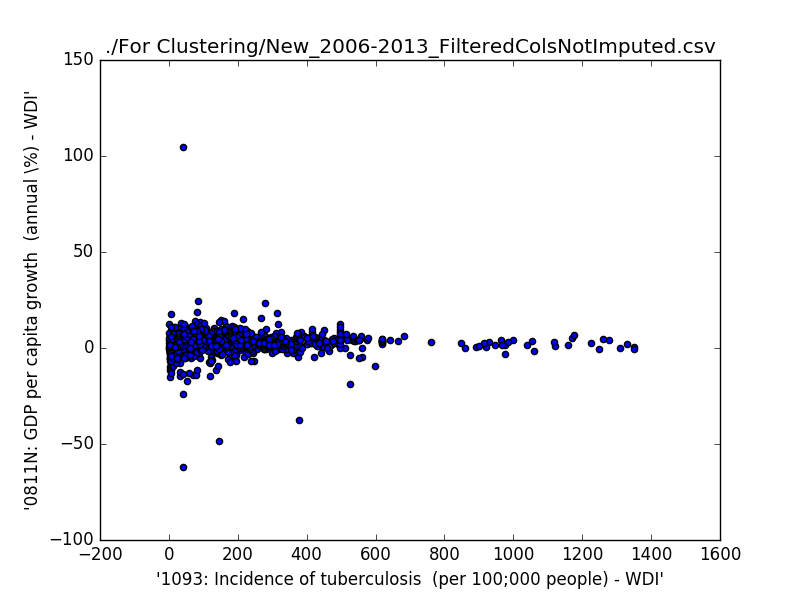 ./For Clustering/New_2006-2013_FilteredColsNotImputed.csv
150
100
50
0
−50
−100
−200 0 200 400 600 800 1000 1200 1400 1600
'0811N: GDP per capita growth  (annual \%) - WDI'
'1093: Incidence of tuberculosis  (per 100;000 people) - WDI'